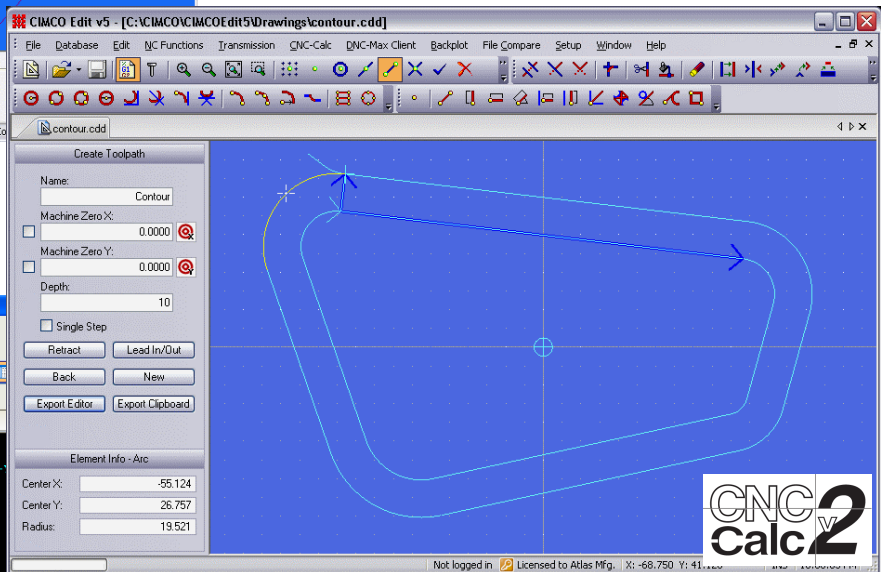 CIMCO Edit v5 - [C:\CIMCO\CIMCOEdit5\Drawings\contour.cdd]
File Database Edit NC Functions Transmission CNC-Calc DNC-Max Client Backplot File Compare Setup Window Help
contour.cdd
Create Toolpath
Name:
Contour
Machine Zero X:
0.0000
Machine Zero Y:
0.0000
Depth:
10
Single Step
Retract Lead In/Out
Back New
Export Editor Export Clipboard
Element Info - Arc
Center X: -55.124
Center Y: 26.757
Radius: 19.521
CNC
Calc v2
Not logged in Licensed to Atlas Mfg. X: -68.750 Y: